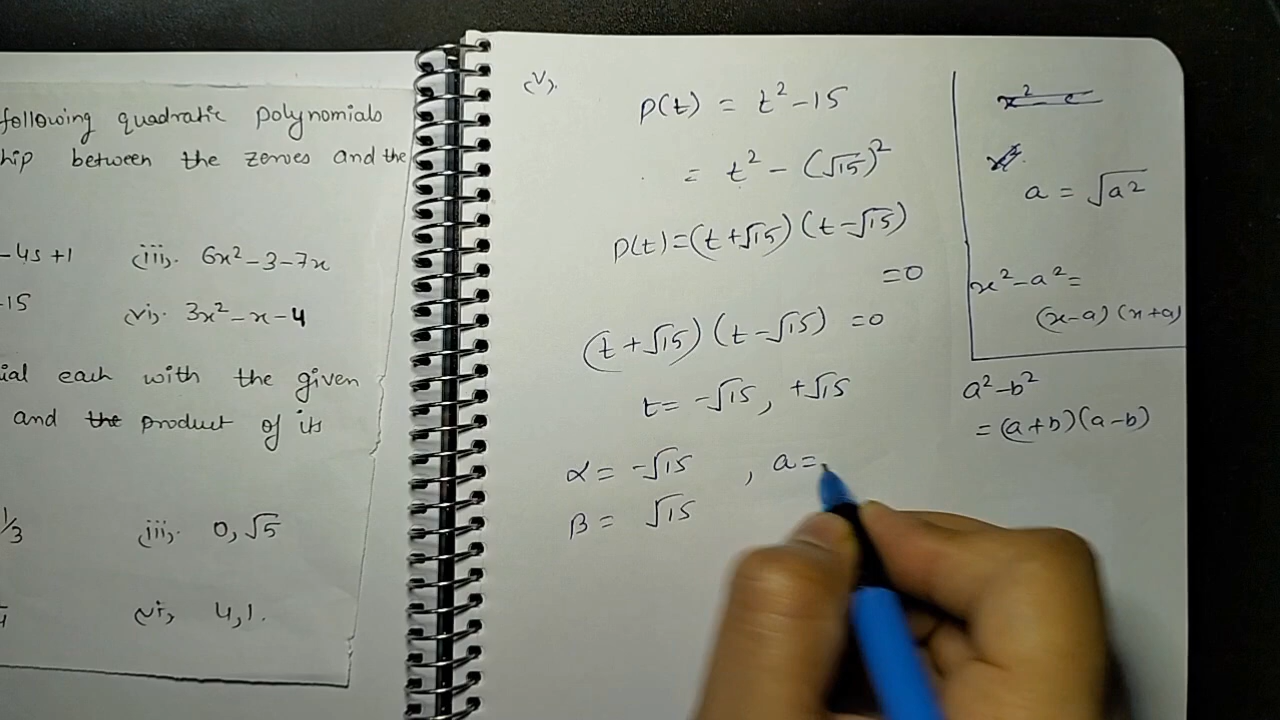 following quadratic polynomials
hip between the zeroes and the
-4s+1 (iii). 6x²-3-7x
-15 (vi). 3x²-x-4
ial each with the given
and the product of its
1/3 (iii). 0,√5
(vi), 4,1.
(v).
p(t) = t²-15
= t² - (√15)²
p(t)=(t+√15)(t-√15)
=0
(t+√15)(t-√15) =0
t= -√15, +√15
α = -√15 , a=
β = √15
a = √a²
x²-a²=
(x-a)(x+a)
a²-b²
=(a+b)(a-b)